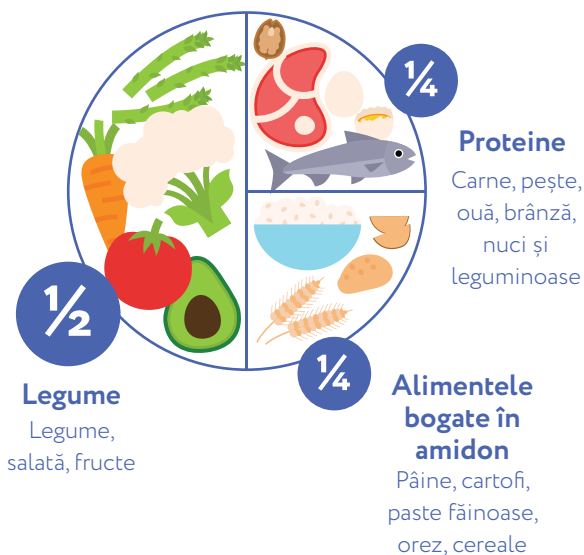 1/4
Proteine
Carne, pește,
ouă, brânză,
nuci și
leguminoase
1/2
Legume
Legume,
salată, fructe
1/4
Alimentele
bogate în
amidon
Pâine, cartofi,
paste făinoase,
orez, cereale